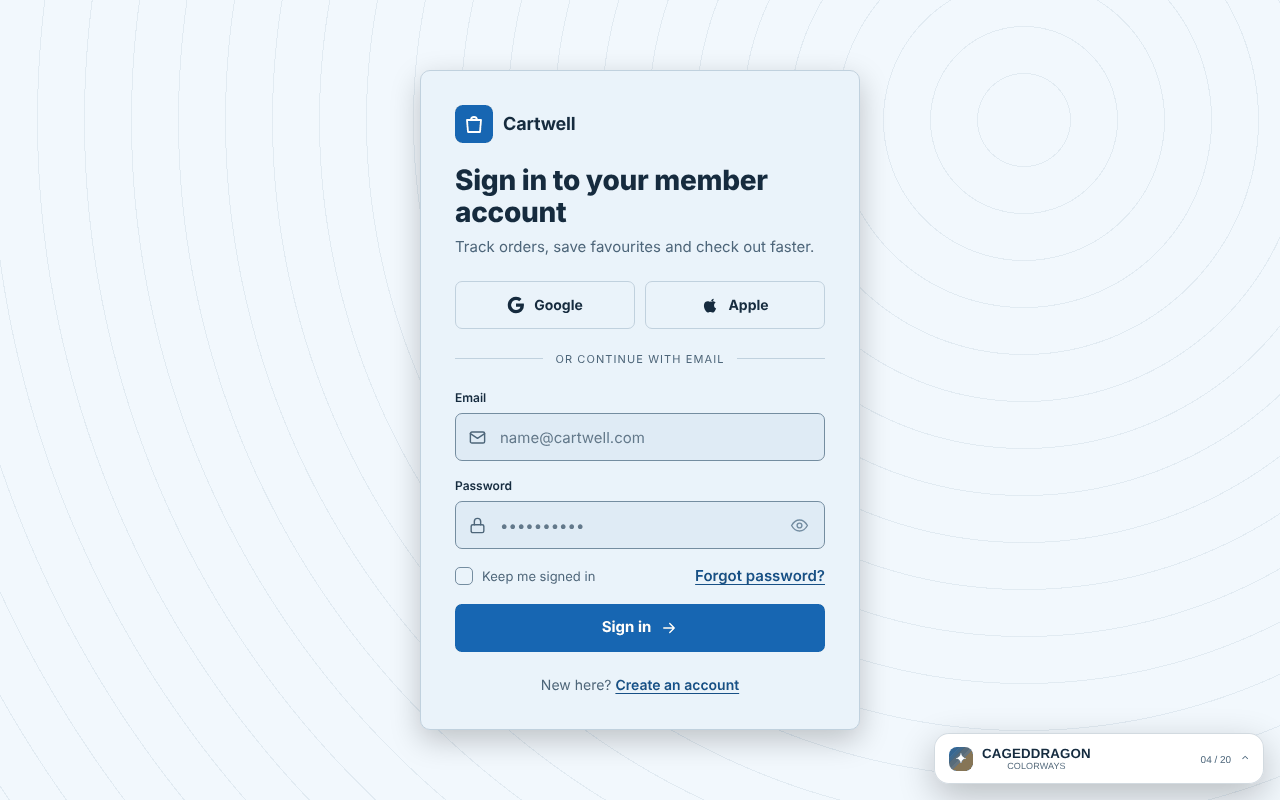 Cartwell
Sign in to your member
account
Track orders, save favourites and check out faster.
Google
Apple
OR CONTINUE WITH EMAIL
Email
name@cartwell.com
Password
••••••••••
Keep me signed in
Forgot password?
Sign in →
New here? Create an account
CAGEDDRAGON
COLORWAYS
04 / 20